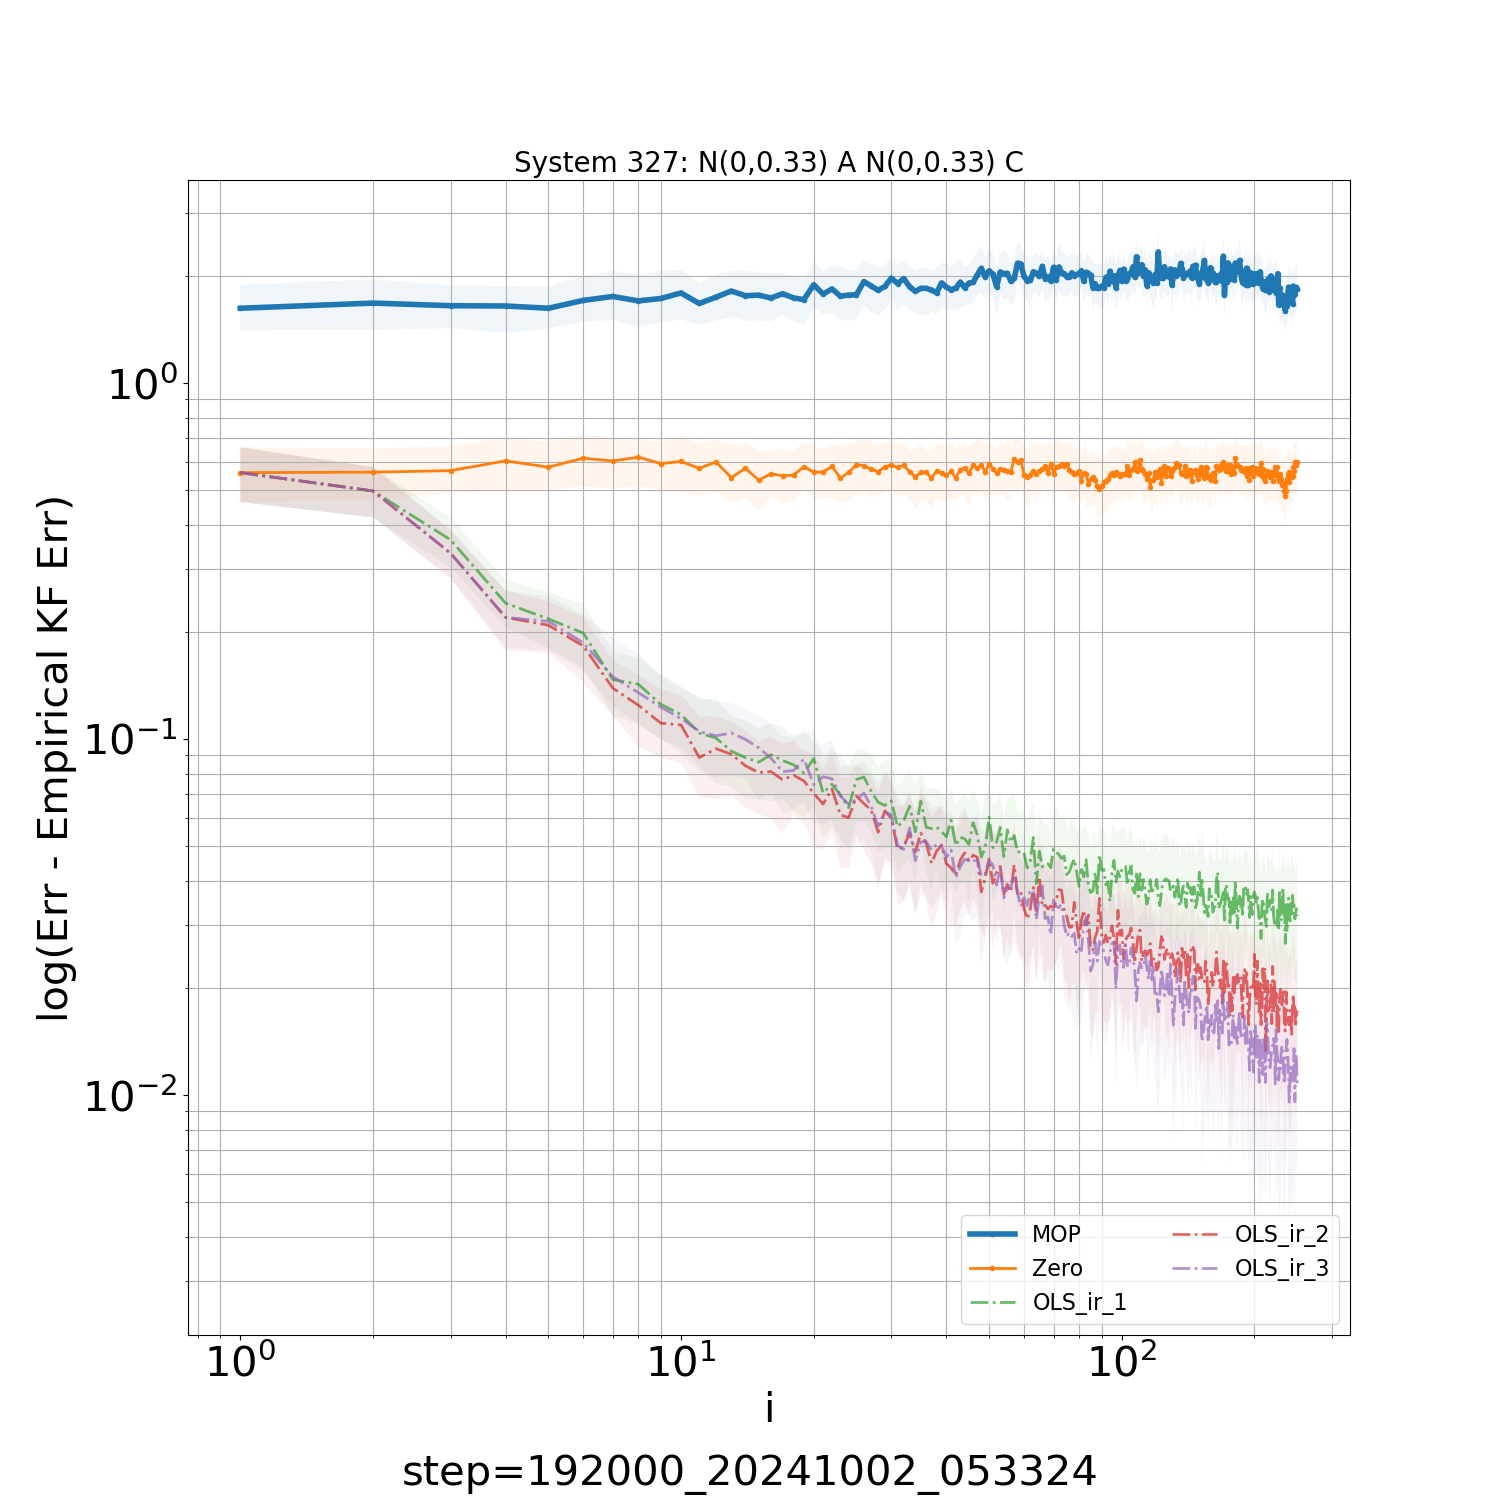 System 327: N(0,0.33) A N(0,0.33) C
log(Err - Empirical KF Err)
10⁰
10⁻¹
10⁻²
MOP
Zero
OLS_ir_1
OLS_ir_2
OLS_ir_3
10⁰ 10¹ 10²
i
step=192000_20241002_053324